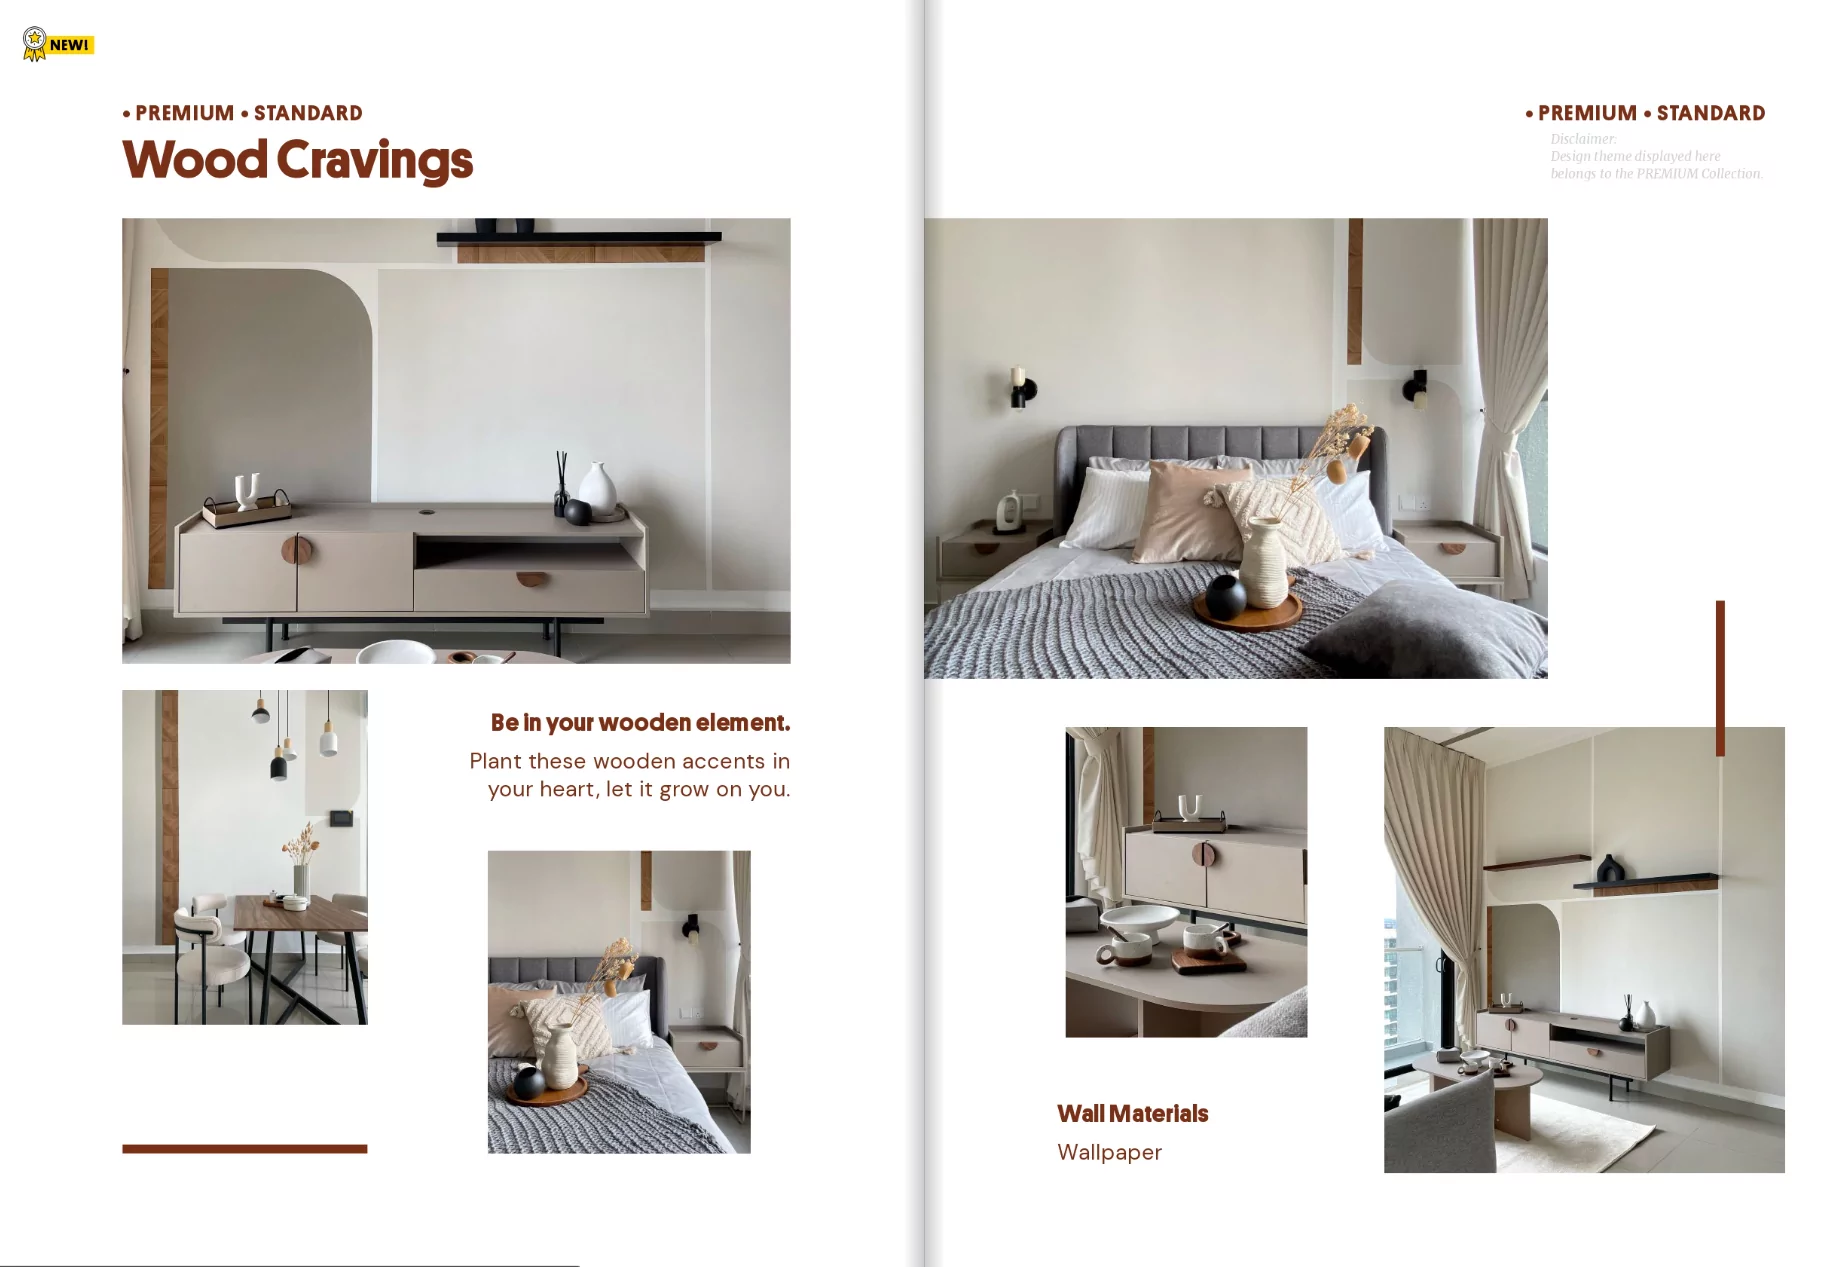 NEW!
• PREMIUM • STANDARD
Wood Cravings
Be in your wooden element.
Plant these wooden accents in
your heart, let it grow on you.
• PREMIUM • STANDARD
Disclaimer:
Design theme displayed here
belongs to the PREMIUM Collection.
Wall Materials
Wallpaper